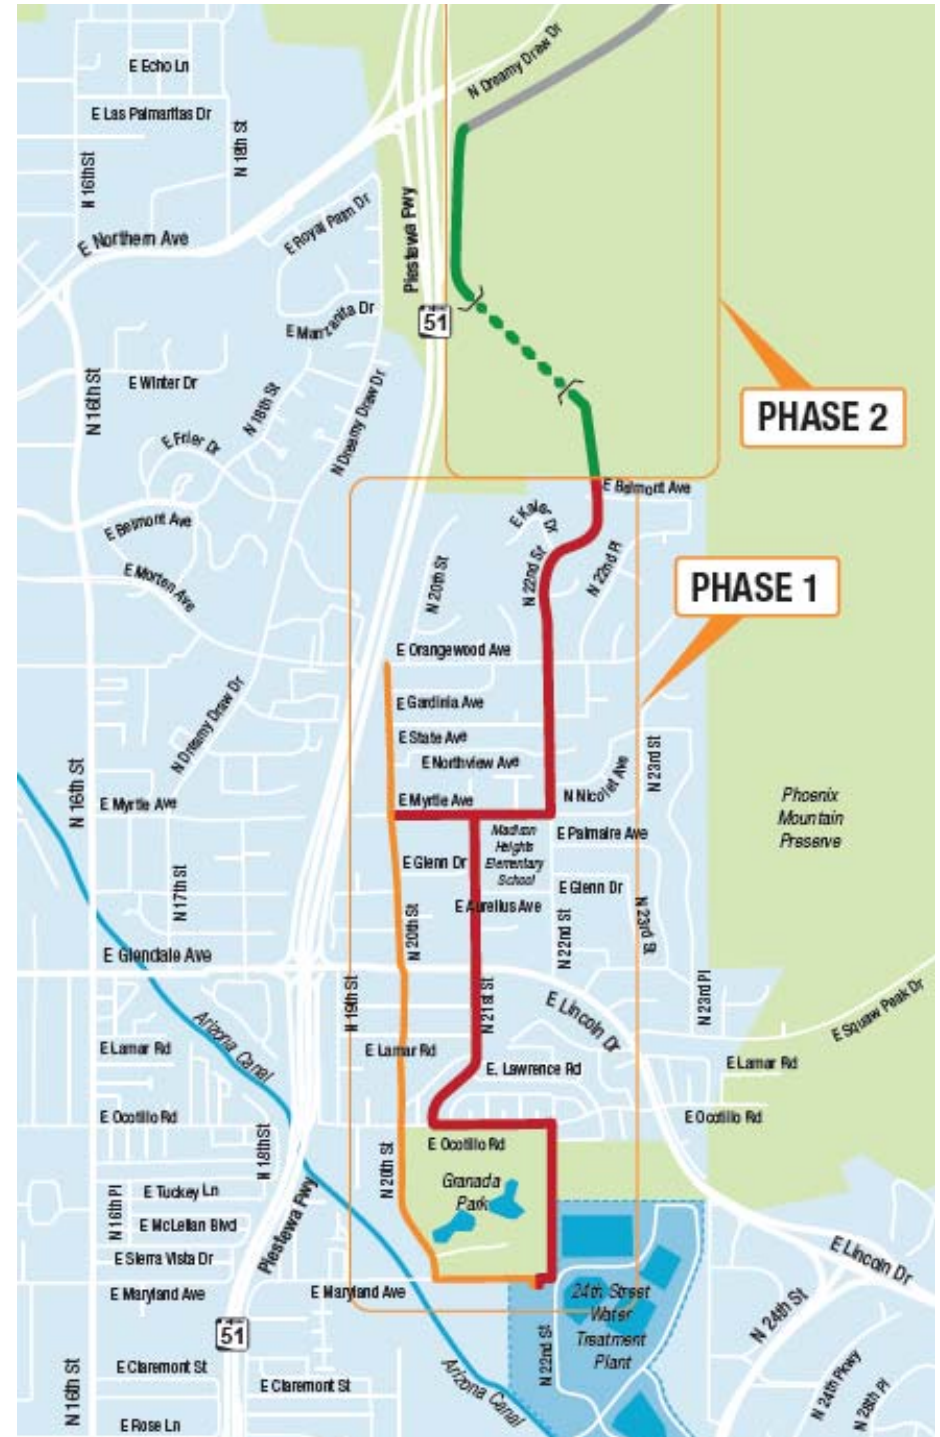 E Echo Ln
N Dreamy Draw Dr
E Las Palmaritas Dr
N 18th St
N 16th St
E Royal Palm Dr
E Northern Ave
Piestewa Fwy
E Manzanita Dr
51
E Winter Dr
N 16th St
N 18th St
N Dreamy Draw Dr
PHASE 2
E Frier Dr
E Belmont Ave
E Belmont Ave
E Kaler Dr
E Morten Ave
N 20th St
N 22nd St
N 22nd Pl
PHASE 1
E Orangewood Ave
E Gardinia Ave
N Dreamy Draw Dr
E State Ave
E Northview Ave
N 23rd St
N 16th St
E Myrtle Ave
E Myrtle Ave
N Nicolet Ave
Phoenix
Mountain
Preserve
Madison
Heights
Elementary
School
E Palmaire Ave
E Glenn Dr
E Glenn Dr
N 17th St
E Aurelius Ave
N 20th St
N 22nd St
N 23rd St
E Glendale Ave
N 19th St
N 21st St
E Lincoln Dr
N 23rd Pl
E Squaw Peak Dr
Arizona Canal
E Lamar Rd
E Lamar Rd
E. Lawrence Rd
E Lamar Rd
E Ocotillo Rd
E Ocotillo Rd
E Ocotillo Rd
N 18th St
N 20th St
Granada
Park
E Tuckey Ln
N 16th Pl
E McLellan Blvd
Piestewa Fwy
E Sierra Vista Dr
E Lincoln Dr
E Maryland Ave
E Maryland Ave
24th Street
Water
Treatment
Plant
N 24th St
51
N 22nd St
E Claremont St
E Claremont St
Arizona Canal
N 16th St
N 24th Pkwy
N 28th Pl
E Rose Ln